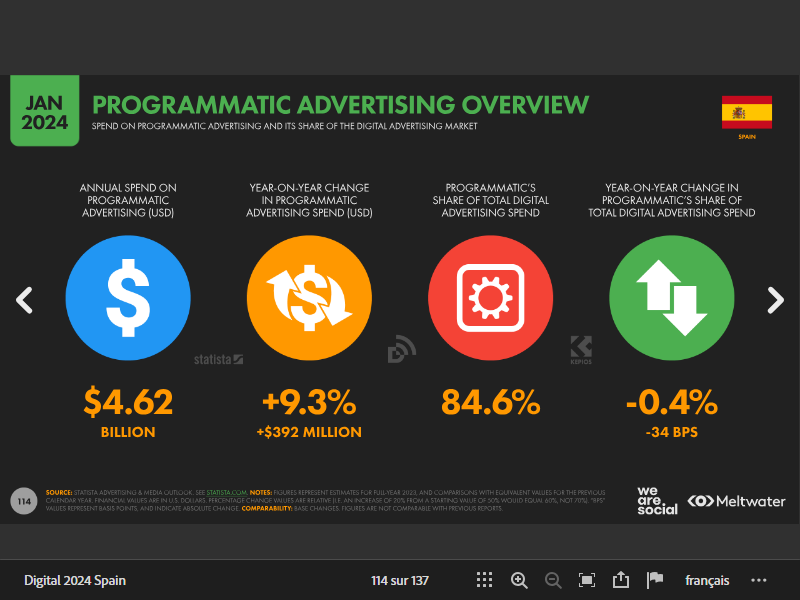 JAN
2024
PROGRAMMATIC ADVERTISING OVERVIEW
SPEND ON PROGRAMMATIC ADVERTISING AND ITS SHARE OF THE DIGITAL ADVERTISING MARKET
SPAIN
ANNUAL SPEND ON
PROGRAMMATIC
ADVERTISING (USD)
$4.62
BILLION
YEAR-ON-YEAR CHANGE
IN PROGRAMMATIC
ADVERTISING SPEND (USD)
+9.3%
+$392 MILLION
PROGRAMMATIC'S
SHARE OF TOTAL DIGITAL
ADVERTISING SPEND
84.6%
YEAR-ON-YEAR CHANGE IN
PROGRAMMATIC'S SHARE OF
TOTAL DIGITAL ADVERTISING SPEND
-0.4%
-34 BPS
statista
KEPIOS
114
SOURCE: STATISTA ADVERTISING & MEDIA OUTLOOK. SEE STATISTA.COM. NOTES: FIGURES REPRESENT ESTIMATES FOR FULL-YEAR 2023, AND COMPARISONS WITH EQUIVALENT VALUES FOR THE PREVIOUS
CALENDAR YEAR. FINANCIAL VALUES ARE IN U.S. DOLLARS. PERCENTAGE CHANGE VALUES ARE RELATIVE (I.E. AN INCREASE OF 20% FROM A STARTING VALUE OF 50% WOULD EQUAL 60%, NOT 70%). "BPS"
VALUES REPRESENT BASIS POINTS, AND INDICATE ABSOLUTE CHANGE. COMPARABILITY: BASE CHANGES. FIGURES ARE NOT COMPARABLE WITH PREVIOUS REPORTS.
we
are.
social
Meltwater
Digital 2024 Spain
114 sur 137
français